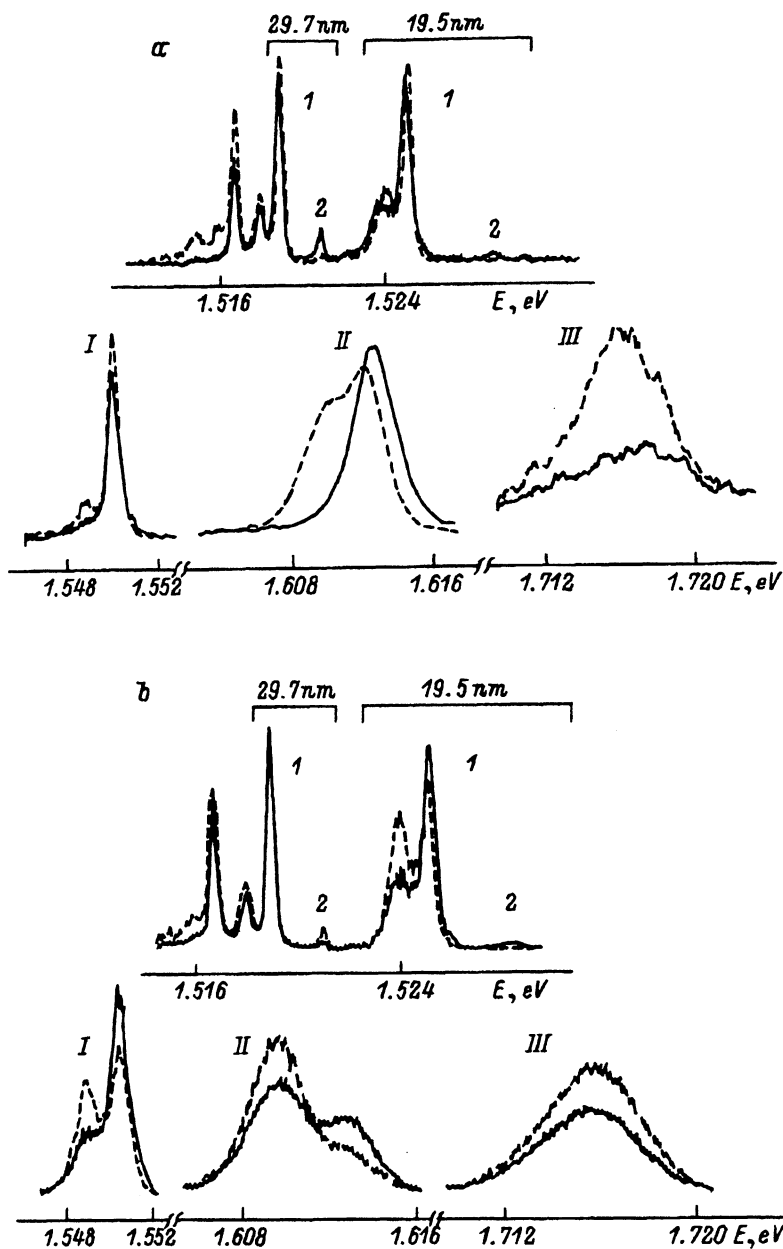 a
29.7nm 19.5nm
1 1
2 2
1.516 1.524 E, eV
I II III
1.548 1.552 1.608 1.616 1.712 1.720 E, eV
b
29.7nm 19.5nm
1 1
2 2
1.516 1.524 E, eV
I II III
1.548 1.552 1.608 1.616 1.712 1.720 E, eV